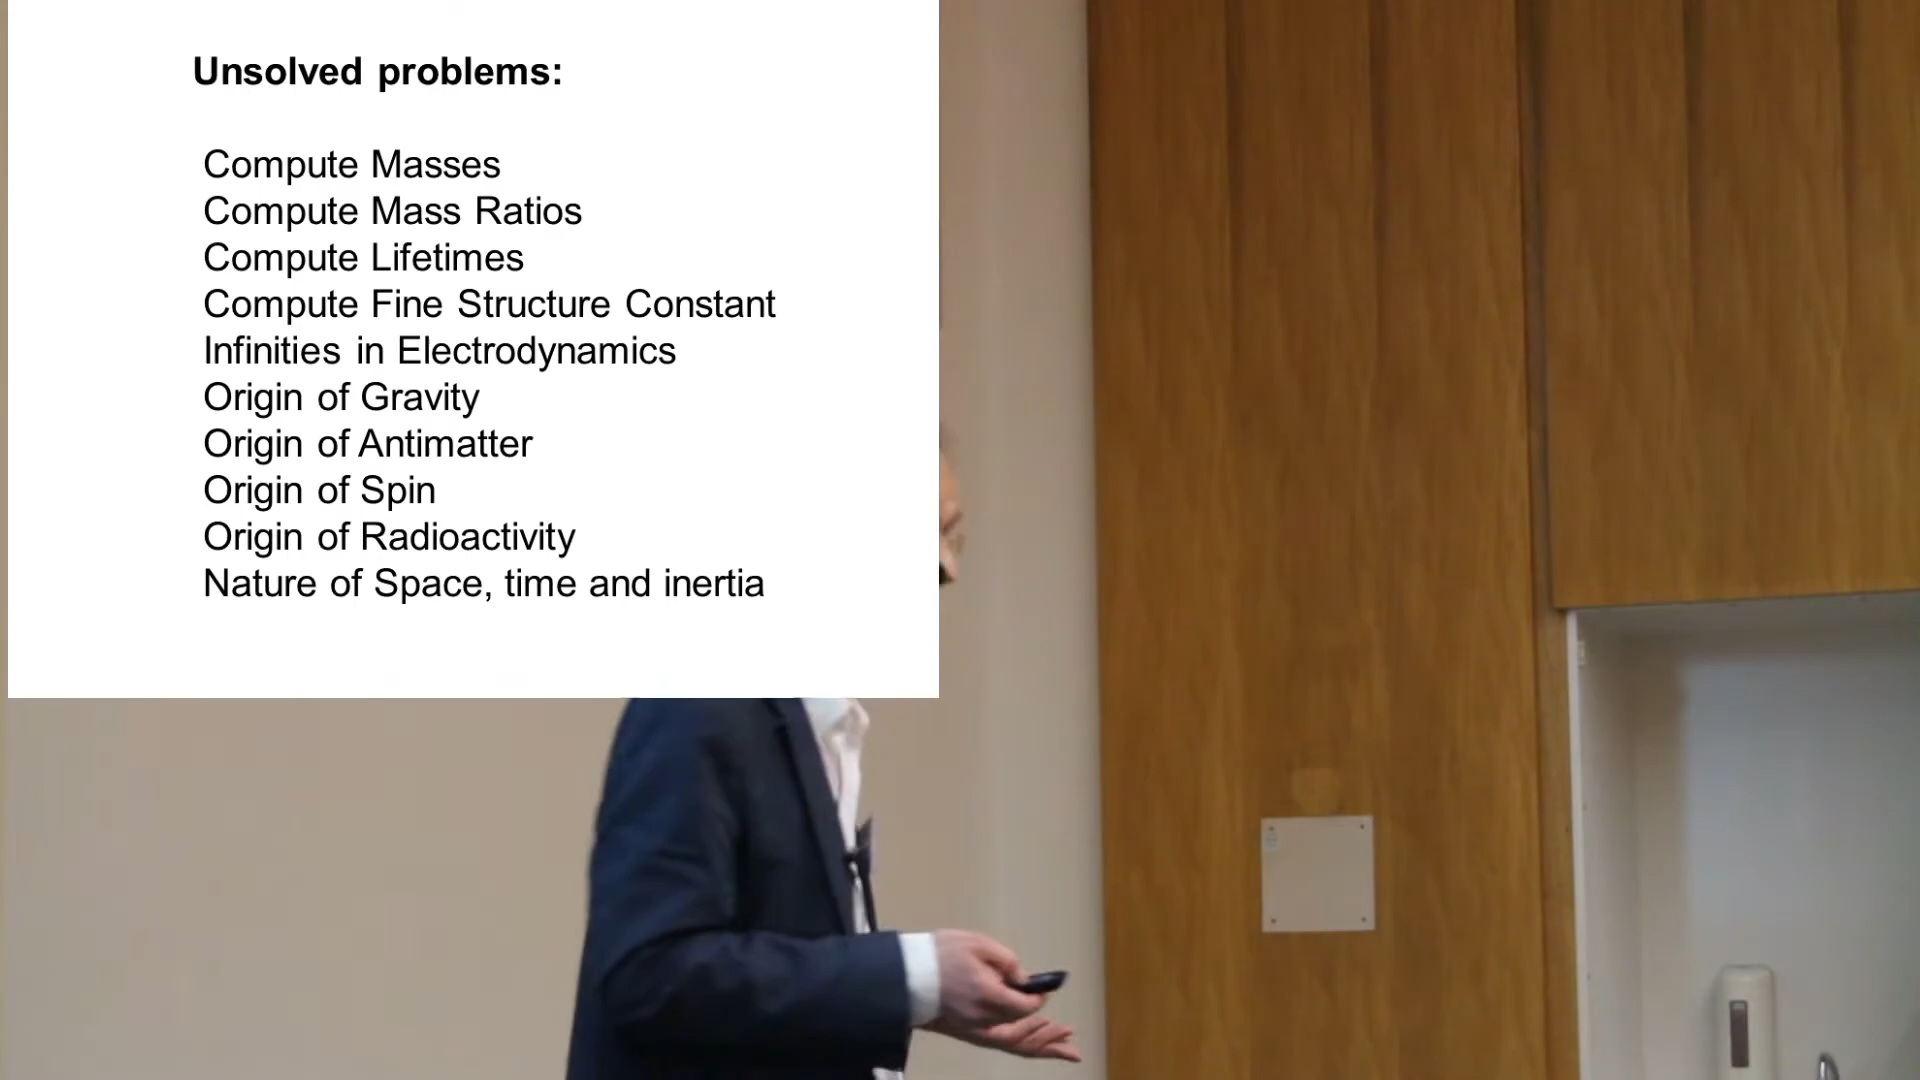 Unsolved problems:
Compute Masses
Compute Mass Ratios
Compute Lifetimes
Compute Fine Structure Constant
Infinities in Electrodynamics
Origin of Gravity
Origin of Antimatter
Origin of Spin
Origin of Radioactivity
Nature of Space, time and inertia